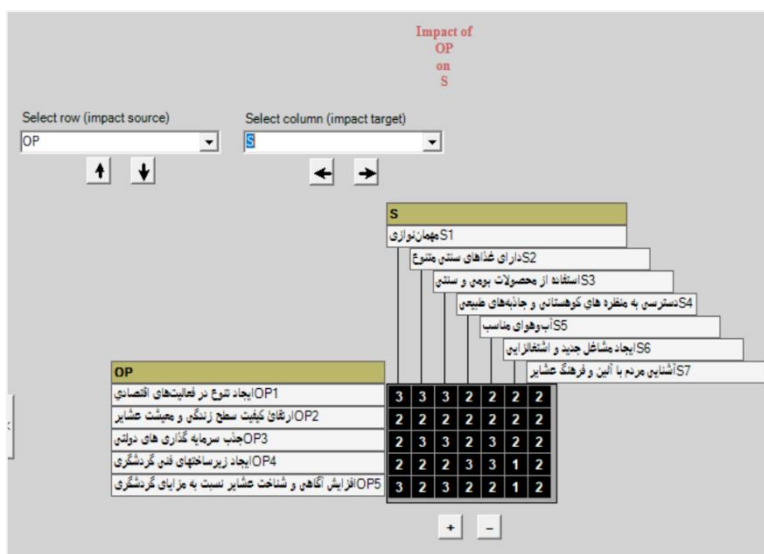 Impact of
OP
on
S
Select row (impact source)
Select column (impact target)
OP
S
S
S1مهمان‌نوازی
S2دارای غذاهای سنتی متنوع
S3استفاده از محصولات بومی و سنتی
S4دسترسی به منظره های کوهستانی و جاذبه‌های طبیعی
S5آب‌وهوای مناسب
S6ایجاد مشاغل جدید و اشتغالزایی
S7آشنایی مردم با آئین و فرهنگ عشایر
OP
OP1ایجاد تنوع در فعالیت‌های اقتصادی 3 3 3 2 2 2 2
OP2ارتقائ کیفیت سطح زندگی و معیشت عشایر 2 2 2 2 2 2 2
OP3جذب سرمایه گذاری های دولتی 2 3 3 2 3 2 2
OP4ایجاد زیرساختهای فنی گردشگری 2 2 2 3 3 1 2
OP5افزایش آگاهی و شناخت عشایر نسبت به مزایای گردشگری 3 2 3 2 2 1 2
+ −